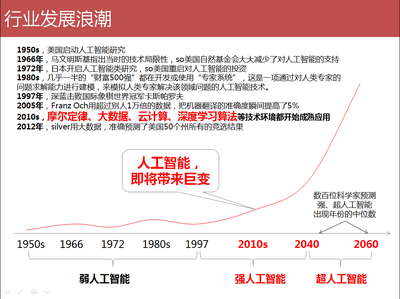 行业发展浪潮
1950s，美国启动人工智能研究
1966年，马文明斯基指出当时的技术局限性，so美国自然基金会大大减少了对人工智能的支持
1972年，日本开启人工智能类研究，so美国重启对人工智能的投资
1980s，几乎一半的“财富500强”都在开发或使用“专家系统”，这是一项通过对人类专家的
问题求解能力进行建模，来模拟人类专家解决该领域问题的人工智能技术。
1997年，深蓝击败国际象棋世界冠军卡斯帕罗夫
2005年，Franz Och用超过别人1万倍的数据，把机器翻译的准确度瞬间提高了5%
2010s，摩尔定律、大数据、云计算、深度学习算法等技术环境都开始成熟应用
2012年，silver用大数据，准确预测了美国50个州所有的竞选结果
人工智能，
即将带来巨变
数百位科学家预测
强、超人工智能
出现年份的中位数
1950s 1966 1972 1980s 1997 2010s 2040 2060
弱人工智能 强人工智能 超人工智能